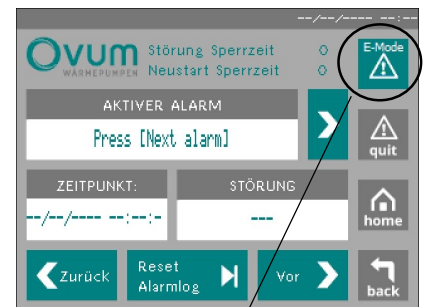 --/--/---- --:--
Ovum
WÄRMEPUMPEN
Störung Sperrzeit 0
Neustart Sperrzeit 0
E-Mode
AKTIVER ALARM
Press [Next alarm]
quit
ZEITPUNKT:
STÖRUNG
--/--/---- --:--:-
---
home
Zurück
Reset
Alarmlog
Vor
back